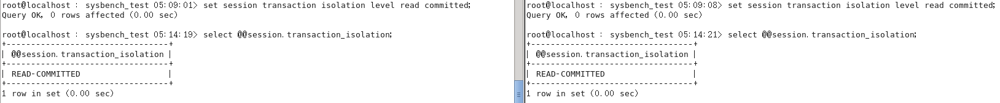 root@localhost : sysbench_test 05:09:01> set session transaction isolation level read committed;
Query OK, 0 rows affected (0.00 sec)
root@localhost : sysbench_test 05:14:19> select @@session.transaction_isolation;
+---------------------------------+
| @@session.transaction_isolation |
+---------------------------------+
| READ-COMMITTED                  |
+---------------------------------+
1 row in set (0.00 sec)
root@localhost : sysbench_test 05:09:08> set session transaction isolation level read committed;
Query OK, 0 rows affected (0.00 sec)
root@localhost : sysbench_test 05:14:21> select @@session.transaction_isolation;
+---------------------------------+
| @@session.transaction_isolation |
+---------------------------------+
| READ-COMMITTED                  |
+---------------------------------+
1 row in set (0.00 sec)